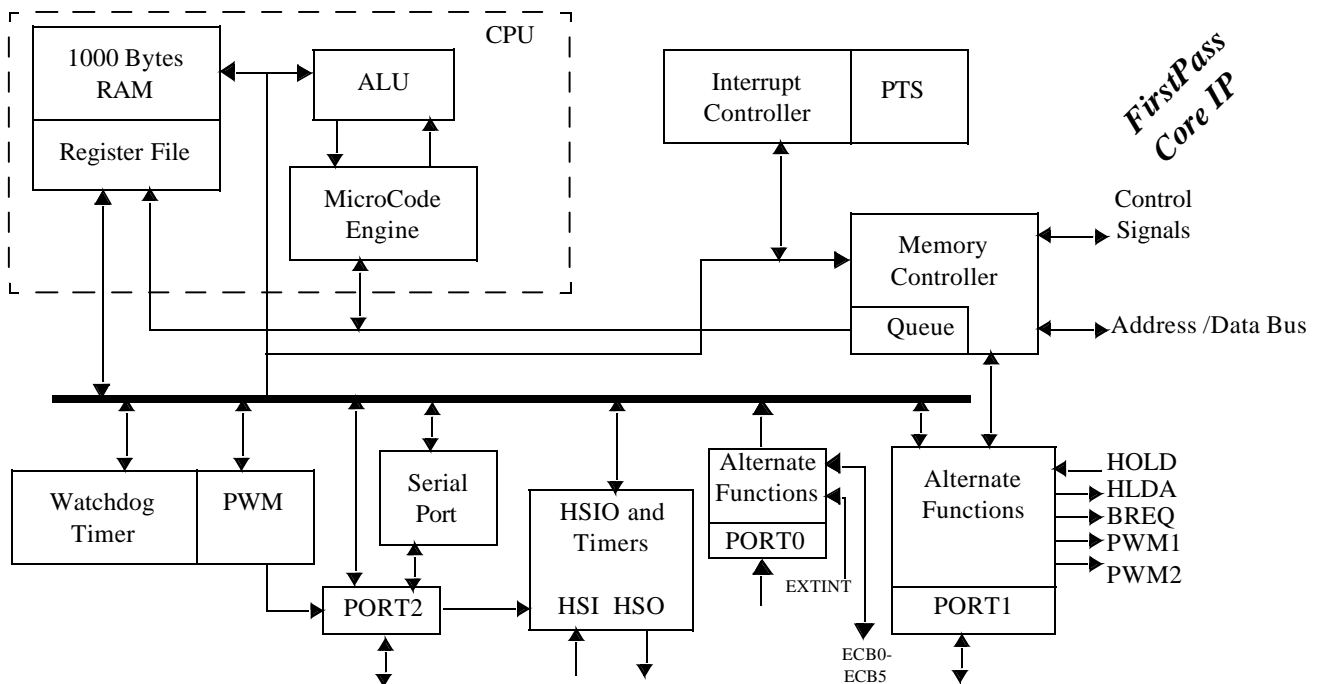 CPU
1000 Bytes
RAM
Register File
ALU
MicroCode
Engine
Interrupt
Controller
PTS
FirstPass
Core IP
Memory
Controller
Queue
Control
Signals
Address /Data Bus
Watchdog
Timer
PWM
Serial
Port
PORT2
HSIO and
Timers
HSI HSO
Alternate
Functions
PORT0
EXTINT
ECB0-
ECB5
Alternate
Functions
PORT1
HOLD
HLDA
BREQ
PWM1
PWM2